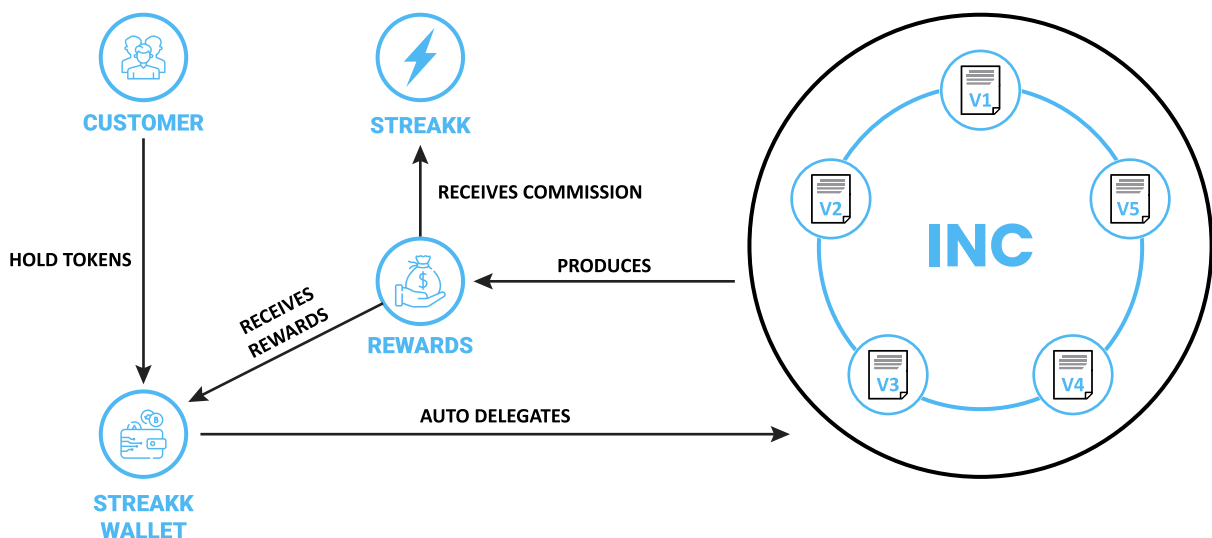 CUSTOMER
STREAKK
V1
V2
V5
RECEIVES COMMISSION
INC
HOLD TOKENS
PRODUCES
RECEIVES
REWARDS
$
REWARDS
V3
V4
AUTO DELEGATES
B
STREAKK
WALLET